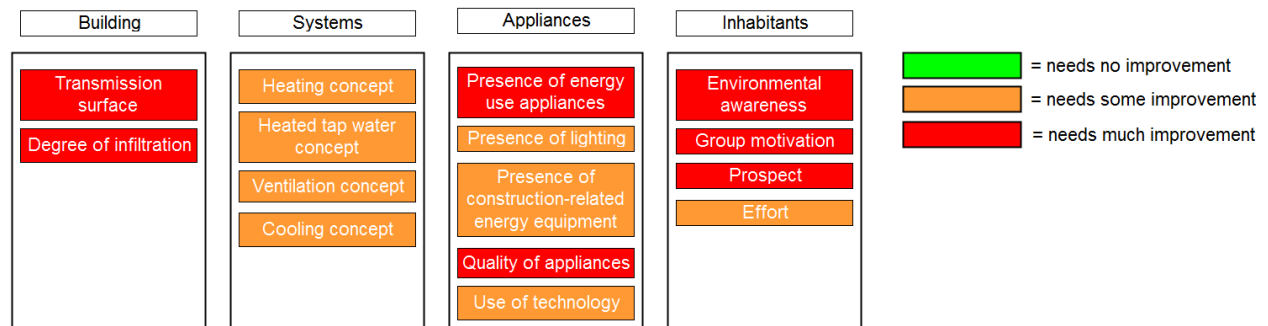 Building
Transmission
surface
Degree of infiltration
Systems
Heating concept
Heated tap water
concept
Ventilation concept
Cooling concept
Appliances
Presence of energy
use appliances
Presence of lighting
Presence of
construction-related
energy equipment
Quality of appliances
Use of technology
Inhabitants
Environmental
awareness
Group motivation
Prospect
Effort
= needs no improvement
= needs some improvement
= needs much improvement